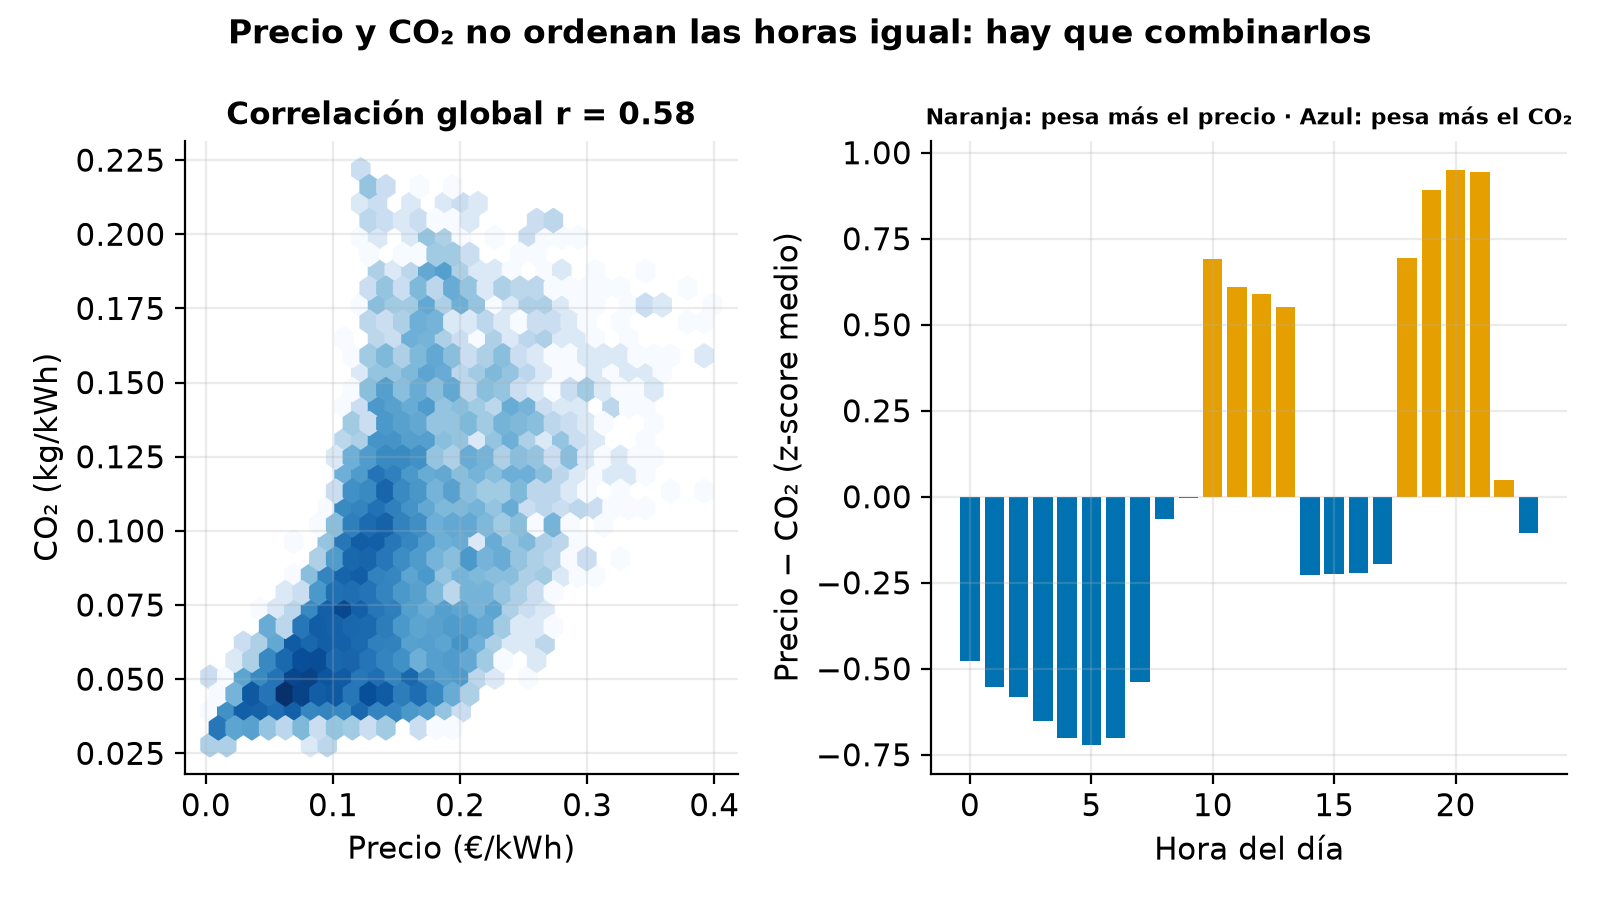 Precio y CO₂ no ordenan las horas igual: hay que combinarlos
Correlación global r = 0.58
0.225
0.200
0.175
0.150
0.125
0.100
0.075
0.050
0.025
CO₂ (kg/kWh)
0.0 0.1 0.2 0.3 0.4
Precio (€/kWh)
Naranja: pesa más el precio · Azul: pesa más el CO₂
1.00
0.75
0.50
0.25
0.00
−0.25
−0.50
−0.75
Precio − CO₂ (z-score medio)
0 5 10 15 20
Hora del día